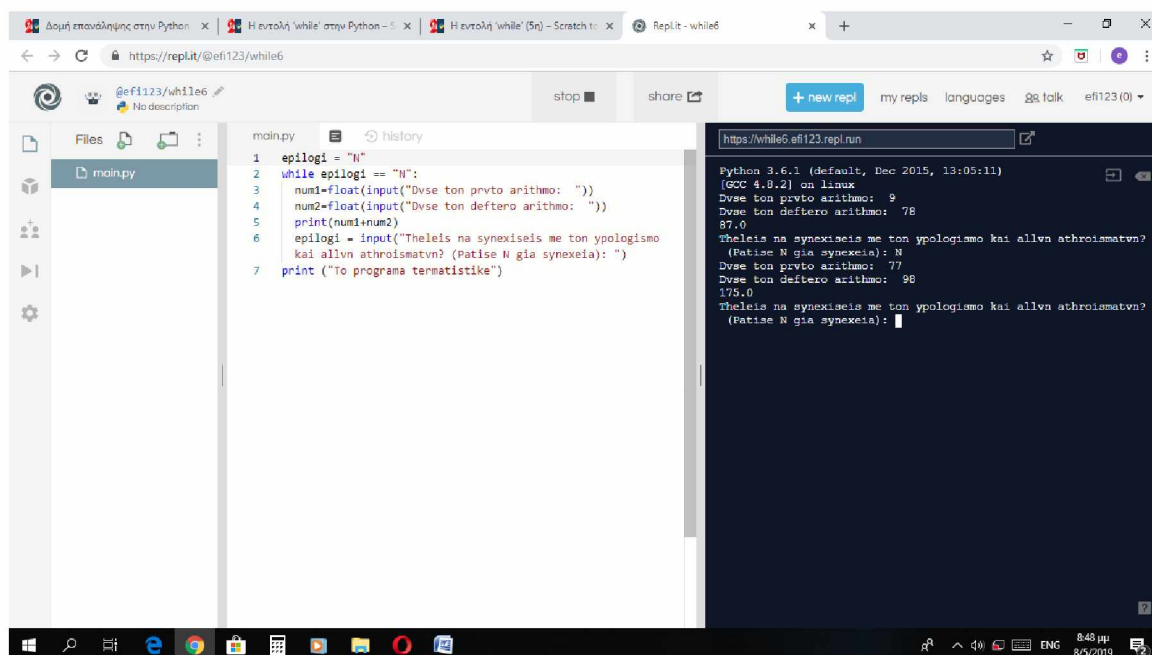 Δομή επανάληψης στην Python
Η εντολή 'while' στην Python – S
Η εντολή 'while' (5η) – Scratch to
Repl.it - while6
https://repl.it/@efi123/while6
@efi123/while6
No description
stop
share
+ new repl
my repls
languages
talk
efi123 (0)
Files
main.py
main.py
history
1 epilogi = "N"
2 while epilogi == "N":
3 num1=float(input("Dvse ton prvto arithmo:  "))
4 num2=float(input("Dvse ton deftero arithmo:  "))
5 print(num1+num2)
6 epilogi = input("Theleis na synexiseis me ton ypologismo
kai allvn athroismatvn? (Patise N gia synexeia): ")
7 print ("To programa termatistike")
https://while6.efi123.repl.run
Python 3.6.1 (default, Dec 2015, 13:05:11)
[GCC 4.8.2] on linux
Dvse ton prvto arithmo:  9
Dvse ton deftero arithmo:  78
87.0
Theleis na synexiseis me ton ypologismo kai allvn athroismatvn?
(Patise N gia synexeia): N
Dvse ton prvto arithmo:  77
Dvse ton deftero arithmo:  98
175.0
Theleis na synexiseis me ton ypologismo kai allvn athroismatvn?
(Patise N gia synexeia):
ENG
8:48 μμ
8/5/2019